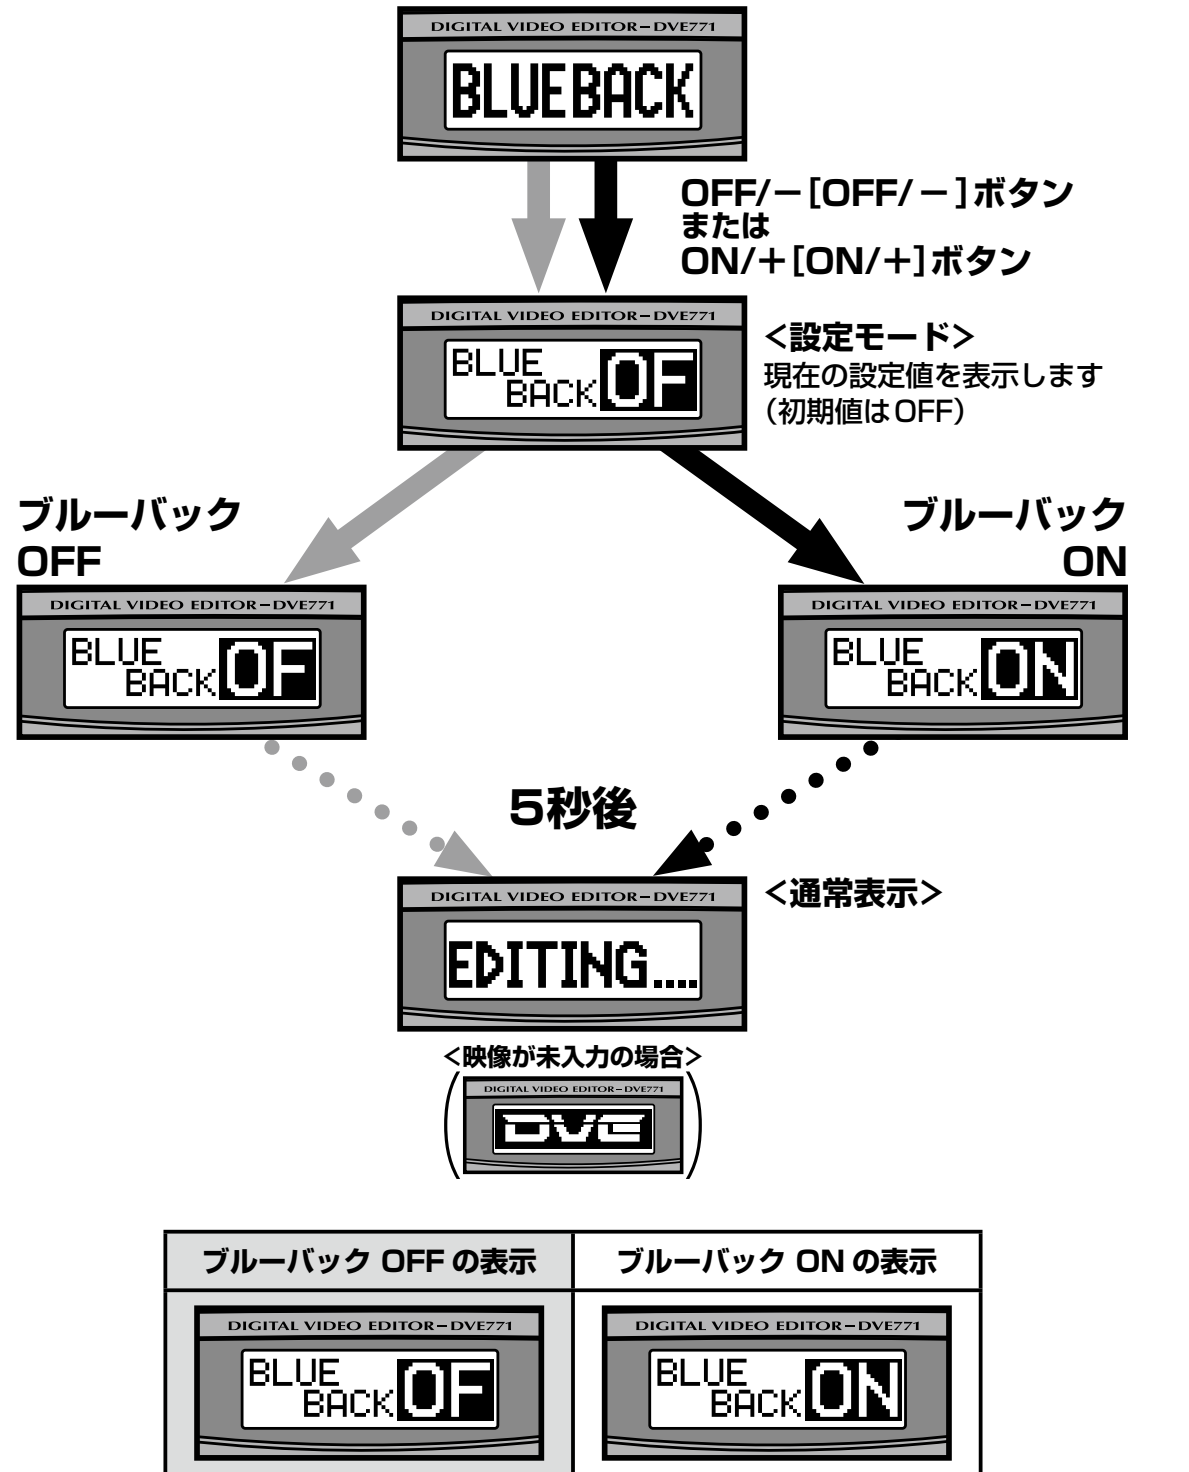 DIGITAL VIDEO EDITOR-DVE771
BLUEBACK
OFF/－[OFF/－]ボタン
または
ON/＋[ON/＋]ボタン
DIGITAL VIDEO EDITOR-DVE771
BLUE
BACK OF
＜設定モード＞
現在の設定値を表示します
（初期値はOFF）
ブルーバック
OFF
ブルーバック
ON
DIGITAL VIDEO EDITOR-DVE771
BLUE
BACK OF
DIGITAL VIDEO EDITOR-DVE771
BLUE
BACK ON
5秒後
＜通常表示＞
DIGITAL VIDEO EDITOR-DVE771
EDITING....
＜映像が未入力の場合＞
DIGITAL VIDEO EDITOR-DVE771
DVE
ブルーバック OFF の表示
ブルーバック ON の表示
DIGITAL VIDEO EDITOR-DVE771
BLUE
BACK OF
DIGITAL VIDEO EDITOR-DVE771
BLUE
BACK ON